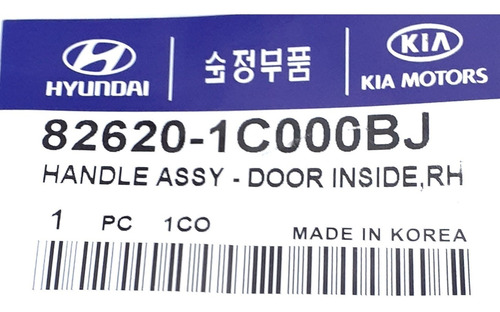 HYUNDAI
순정부품
KIA
KIA MOTORS
82620-1C000BJ
HANDLE ASSY - DOOR INSIDE,RH
1 PC 1CO
MADE IN KOREA